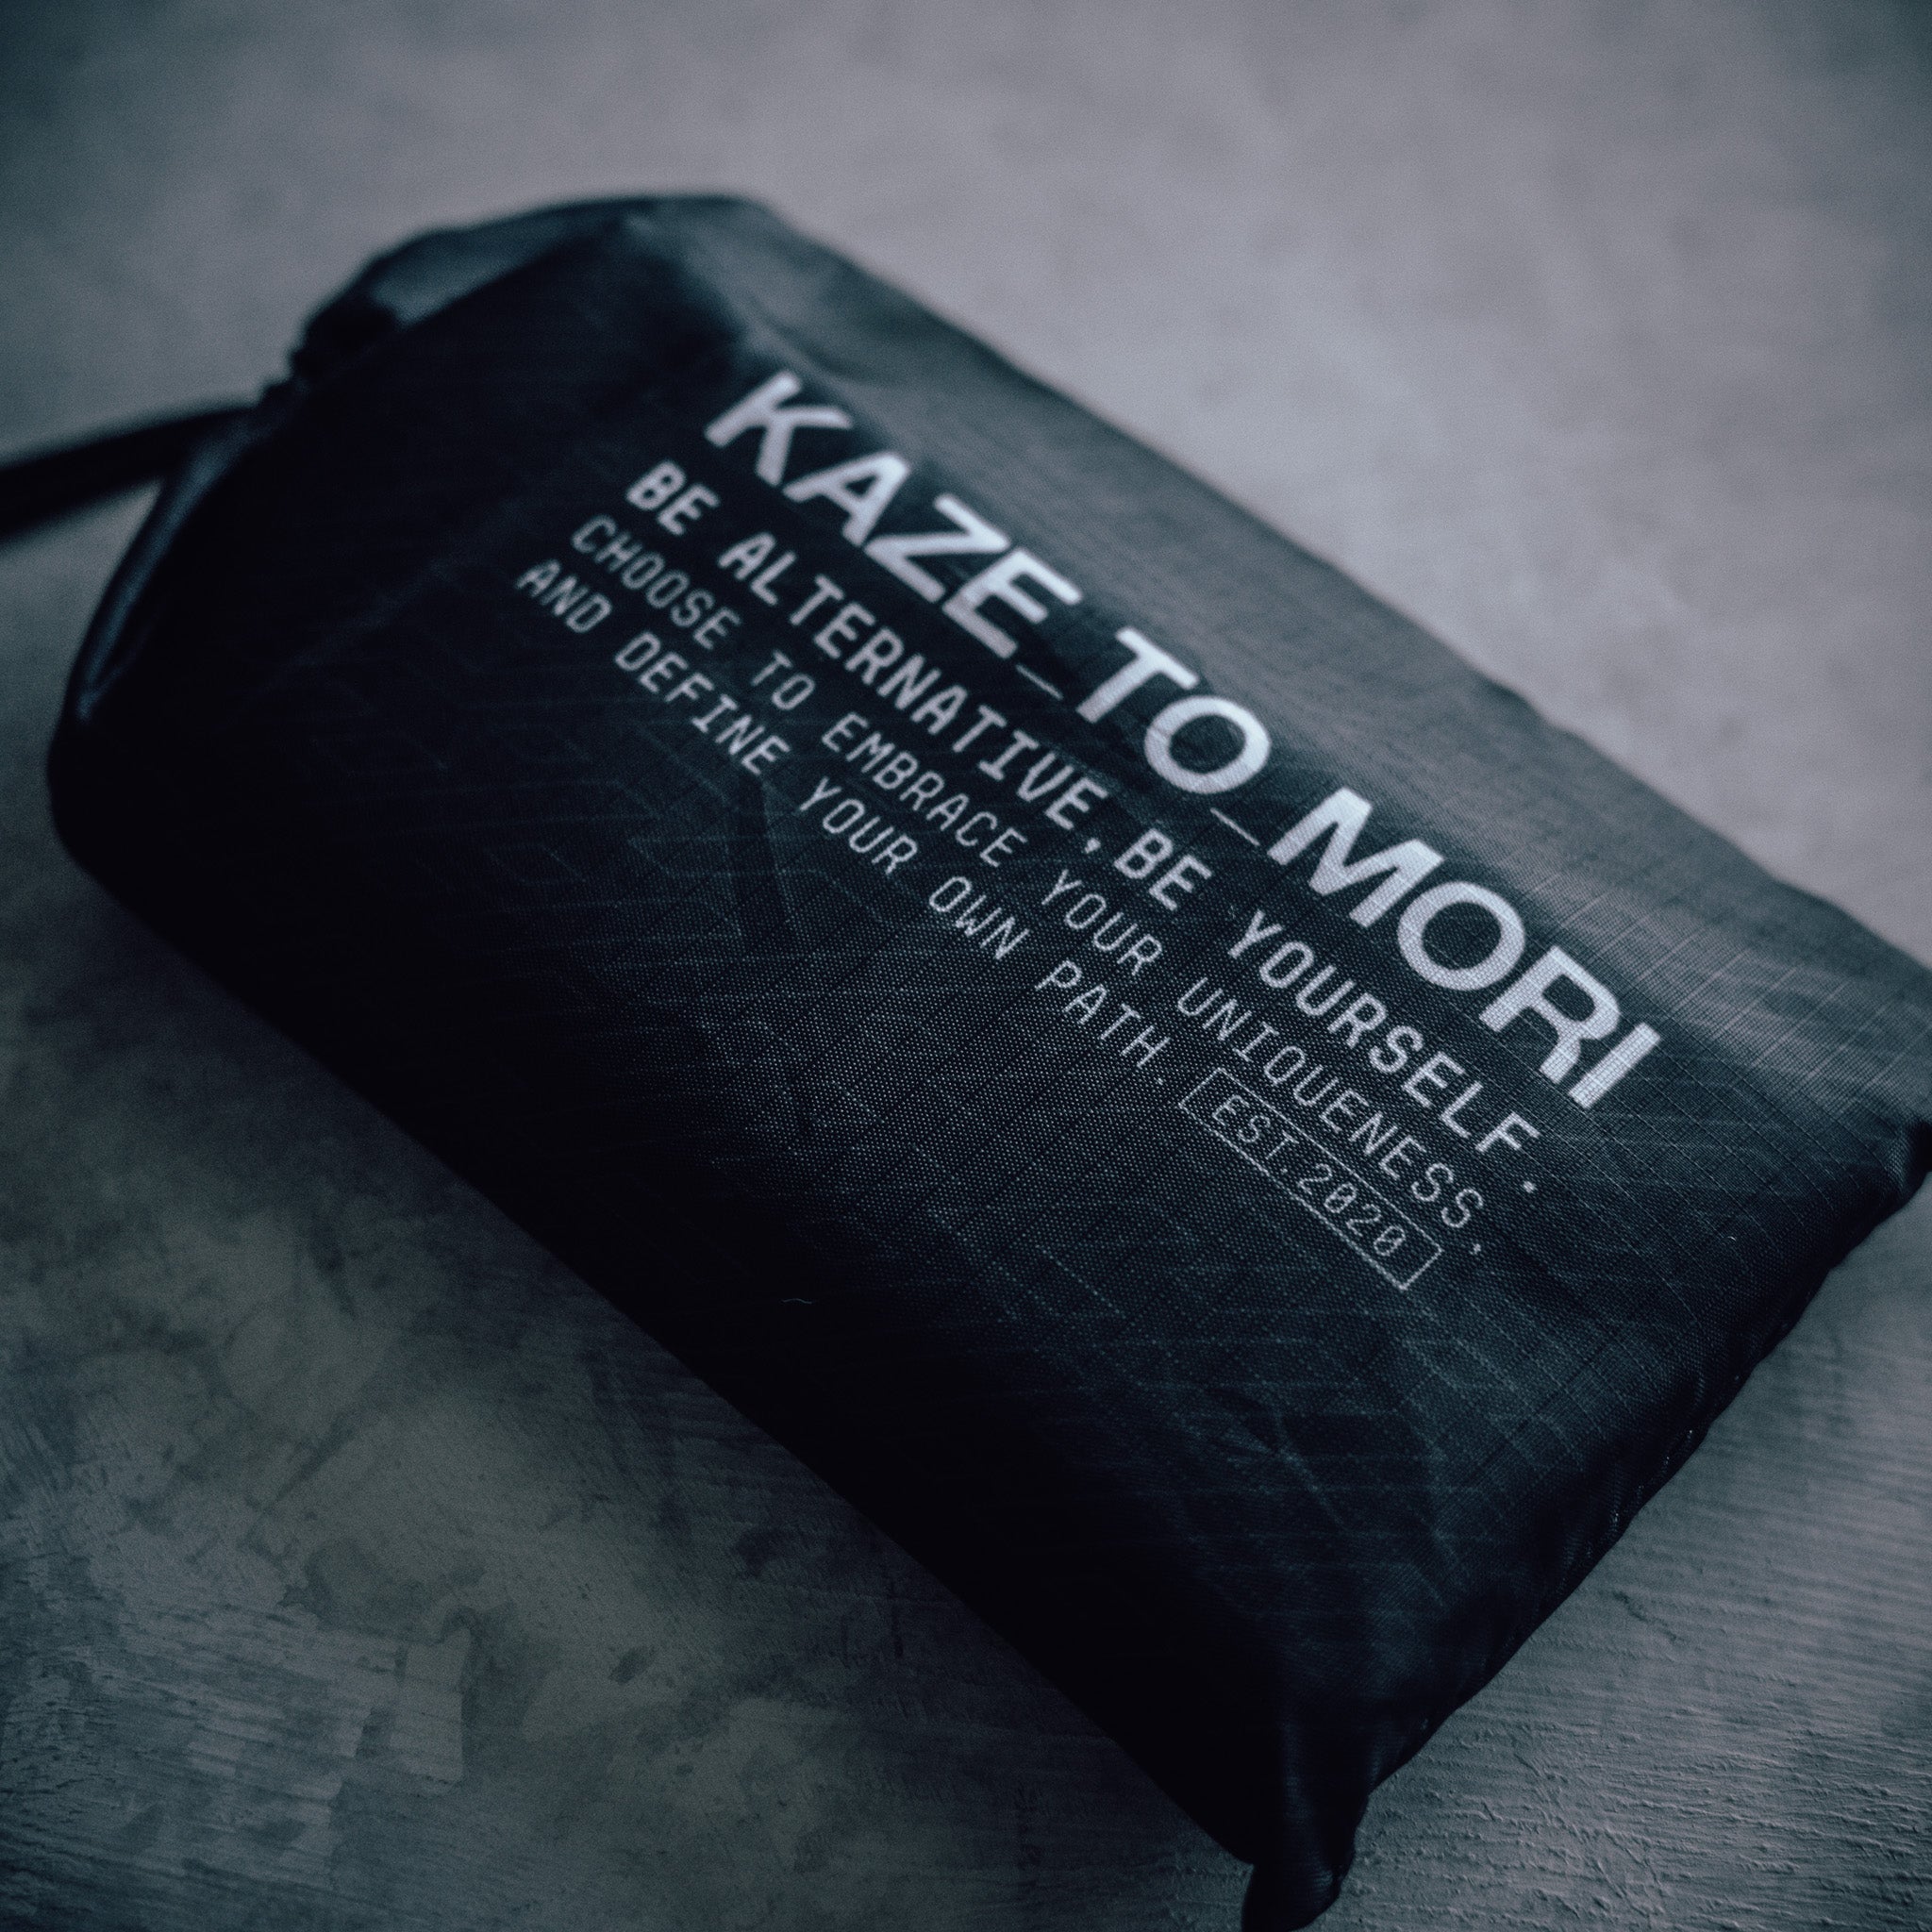 KAZE_TO_MORI
BE ALTERNATIVE,BE YOURSELF.
CHOOSE TO EMBRACE YOUR UNIQUENESS.
AND DEFINE YOUR OWN PATH. EST.2020